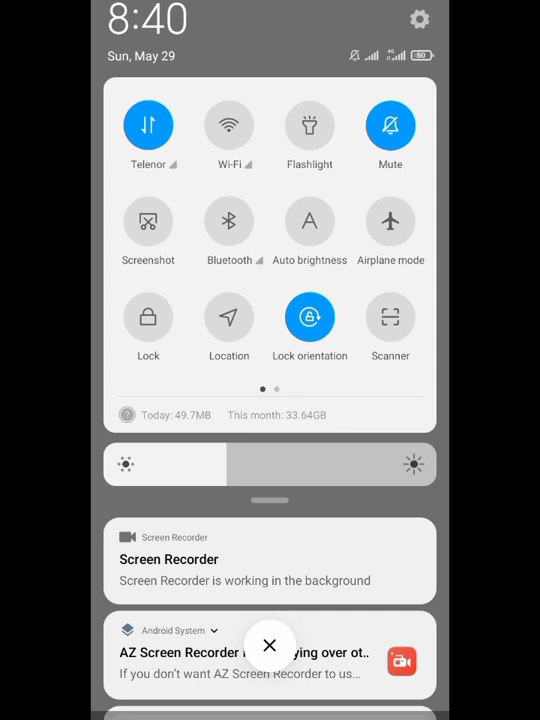 8:40
Sun, May 29
4G
50
Telenor
Wi-Fi
Flashlight
Mute
Screenshot
Bluetooth
Auto brightness
Airplane mode
Lock
Location
Lock orientation
Scanner
Today: 49.7MB This month: 33.64GB
Screen Recorder
Screen Recorder
Screen Recorder is working in the background
Android System
AZ Screen Recorder ying over ot..
If you don't want AZ Screen Recorder to us...